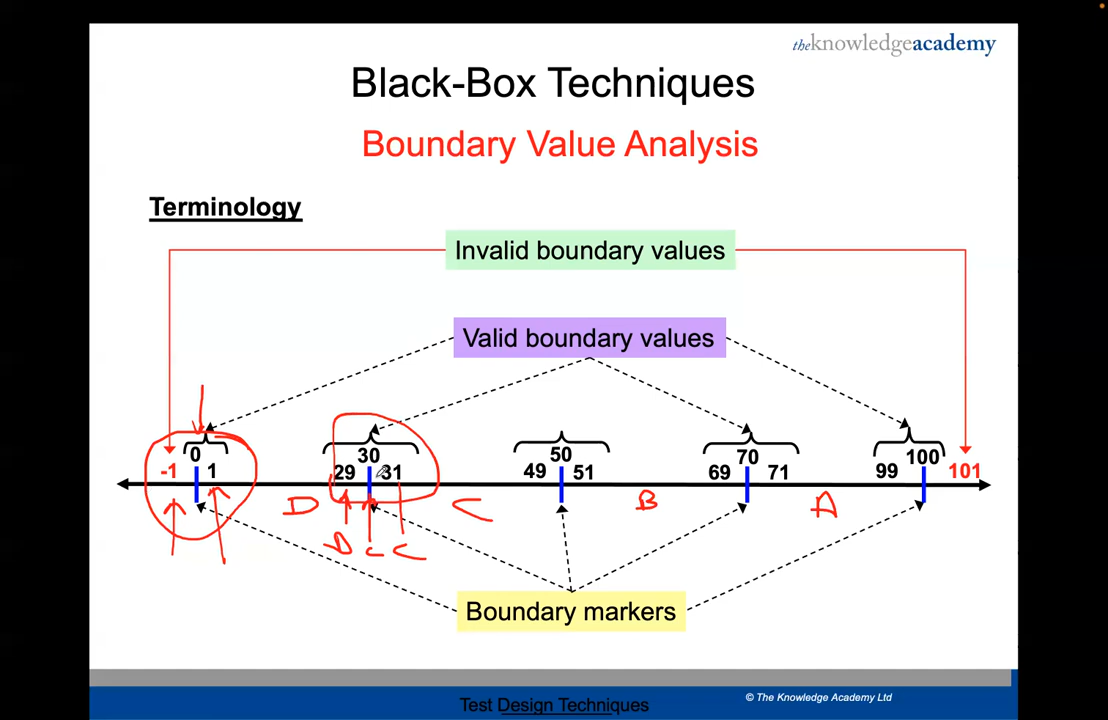 theknowledgeacademy
Black-Box Techniques
Boundary Value Analysis
Terminology
Invalid boundary values
Valid boundary values
0 30 50 70 100
-1 1 29 31 49 51 69 71 99 101
D C B A
D C C
Boundary markers
Test Design Techniques
© The Knowledge Academy Ltd